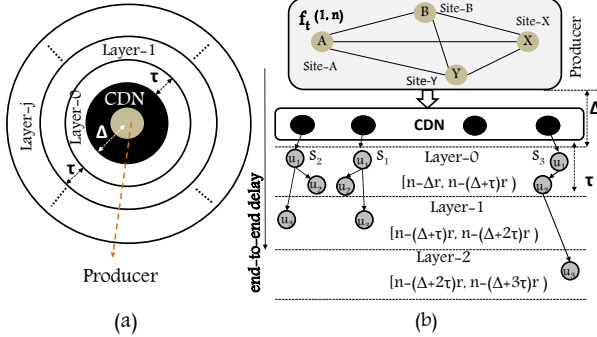 Layer-1
Layer-j
Layer-0
CDN
τ
Δ
τ
Producer
(a)
end-to-end delay
f_t (1, n)
B
Site-B
Site-X
A
X
Site-A
Y
Site-Y
Producer
CDN
Δ
u₁ S₂ u₁ S₁ Layer-0 S₃ u₁
τ
u₂ u₂ [n-Δr, n-(Δ+τ)r ) u₂
Layer-1
u₃ u₃ [n-(Δ+τ)r, n-(Δ+2τ)r )
Layer-2
u₃
[n-(Δ+2τ)r, n-(Δ+3τ)r )
(b)